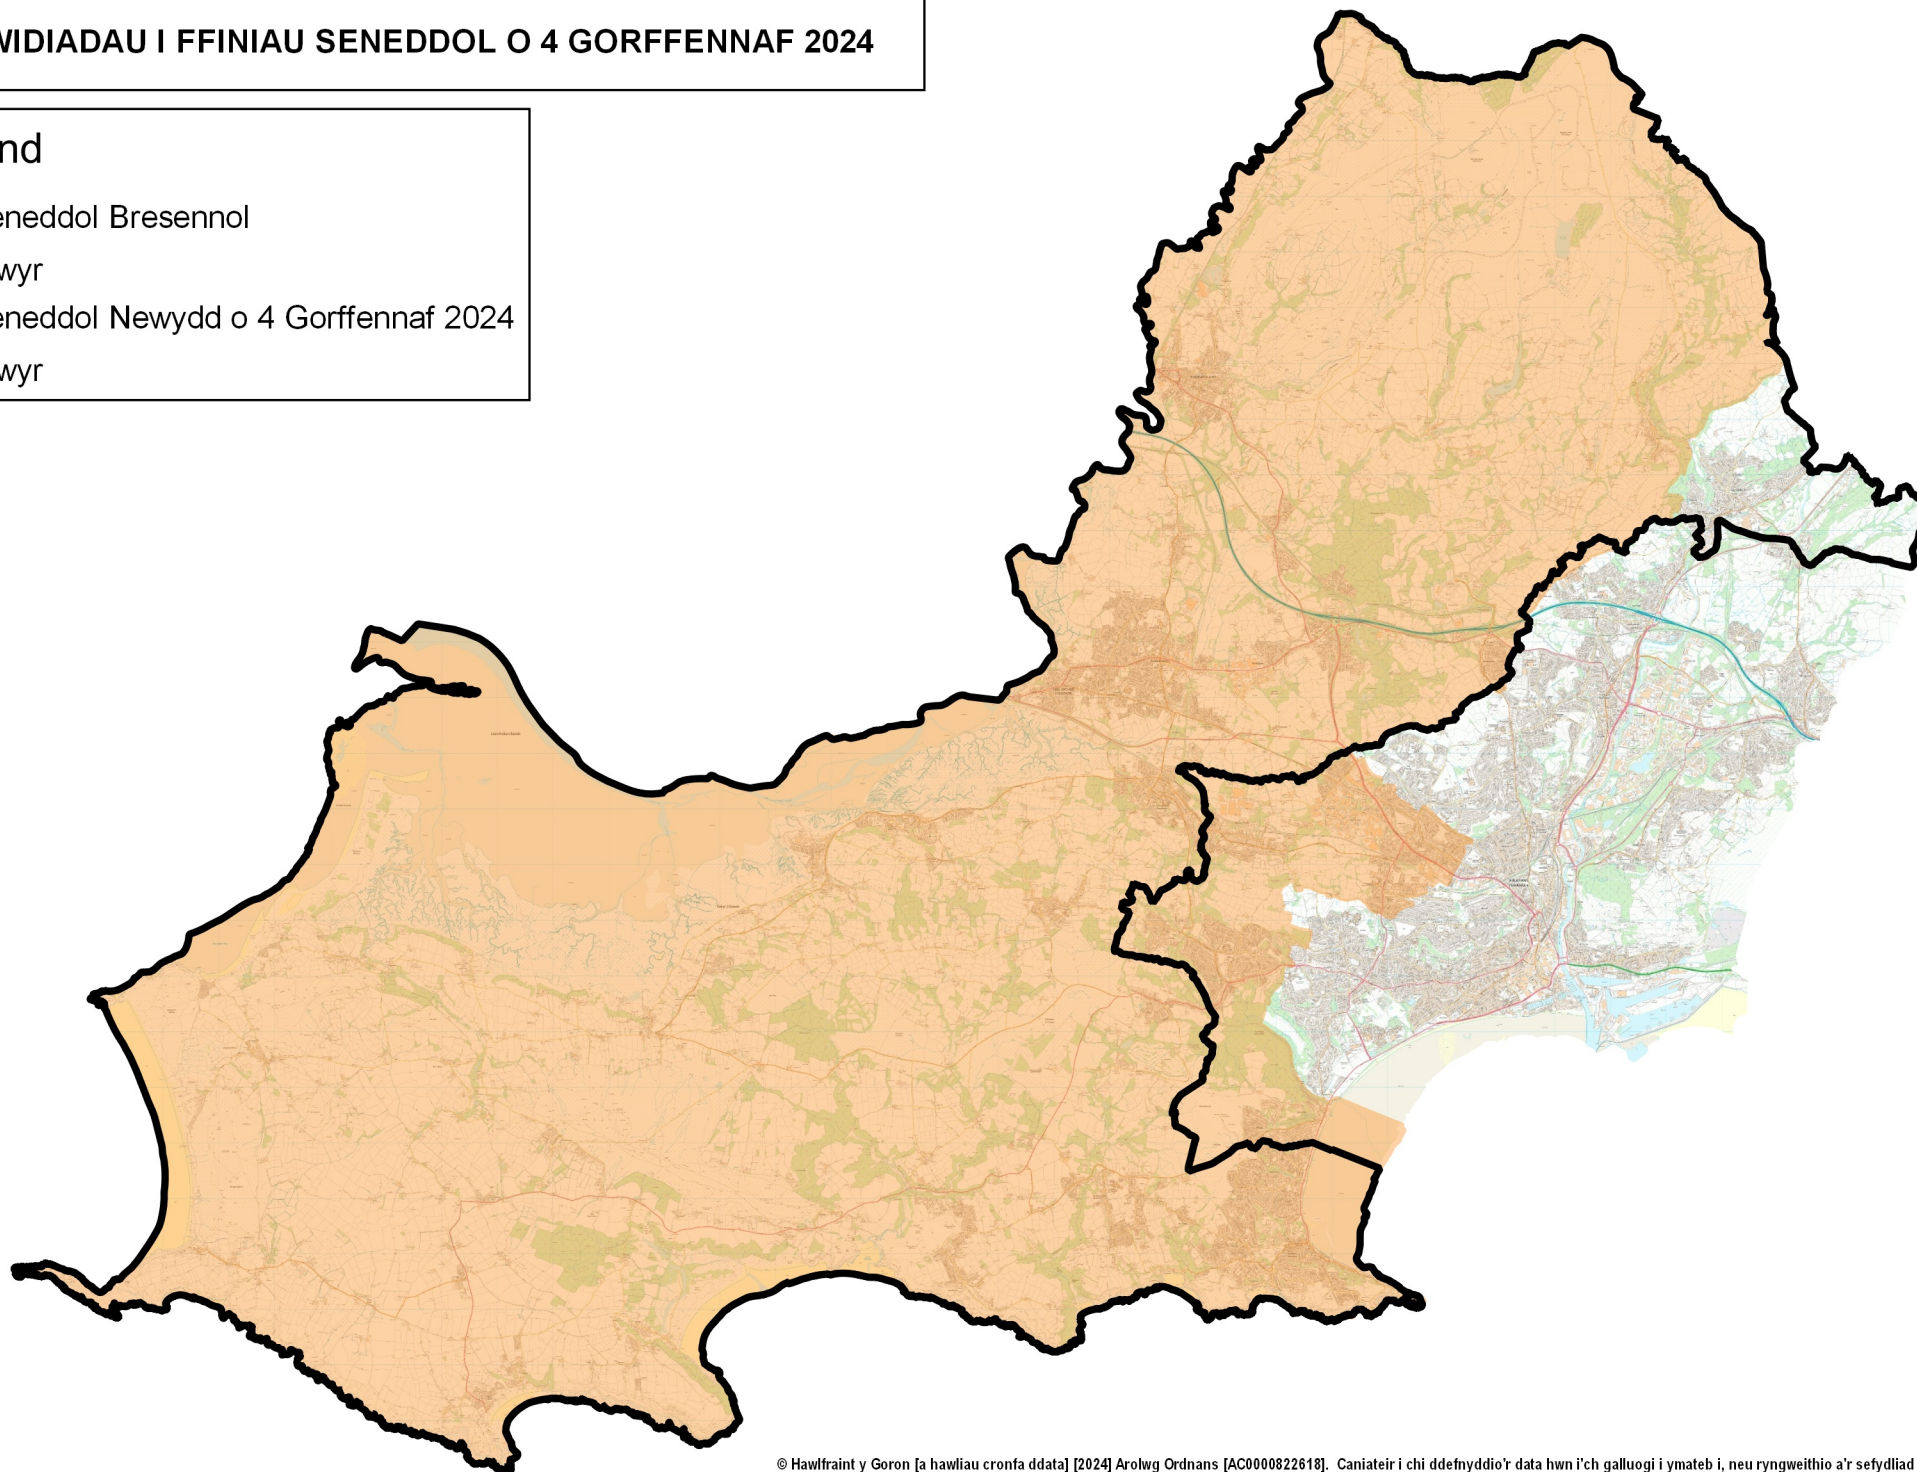 WIDIADAU I FFINIAU SENEDDOL O 4 GORFFENNAF 2024
nd
eneddol Bresennol
wyr
eneddol Newydd o 4 Gorffennaf 2024
wyr
© Hawlfraint y Goron [a hawliau cronfa ddata] [2024] Arolwg Ordnans [AC0000822618]. Caniateir i chi ddefnyddio'r data hwn i'ch galluogi i ymateb i, neu ryngweithio a'r sefydliad